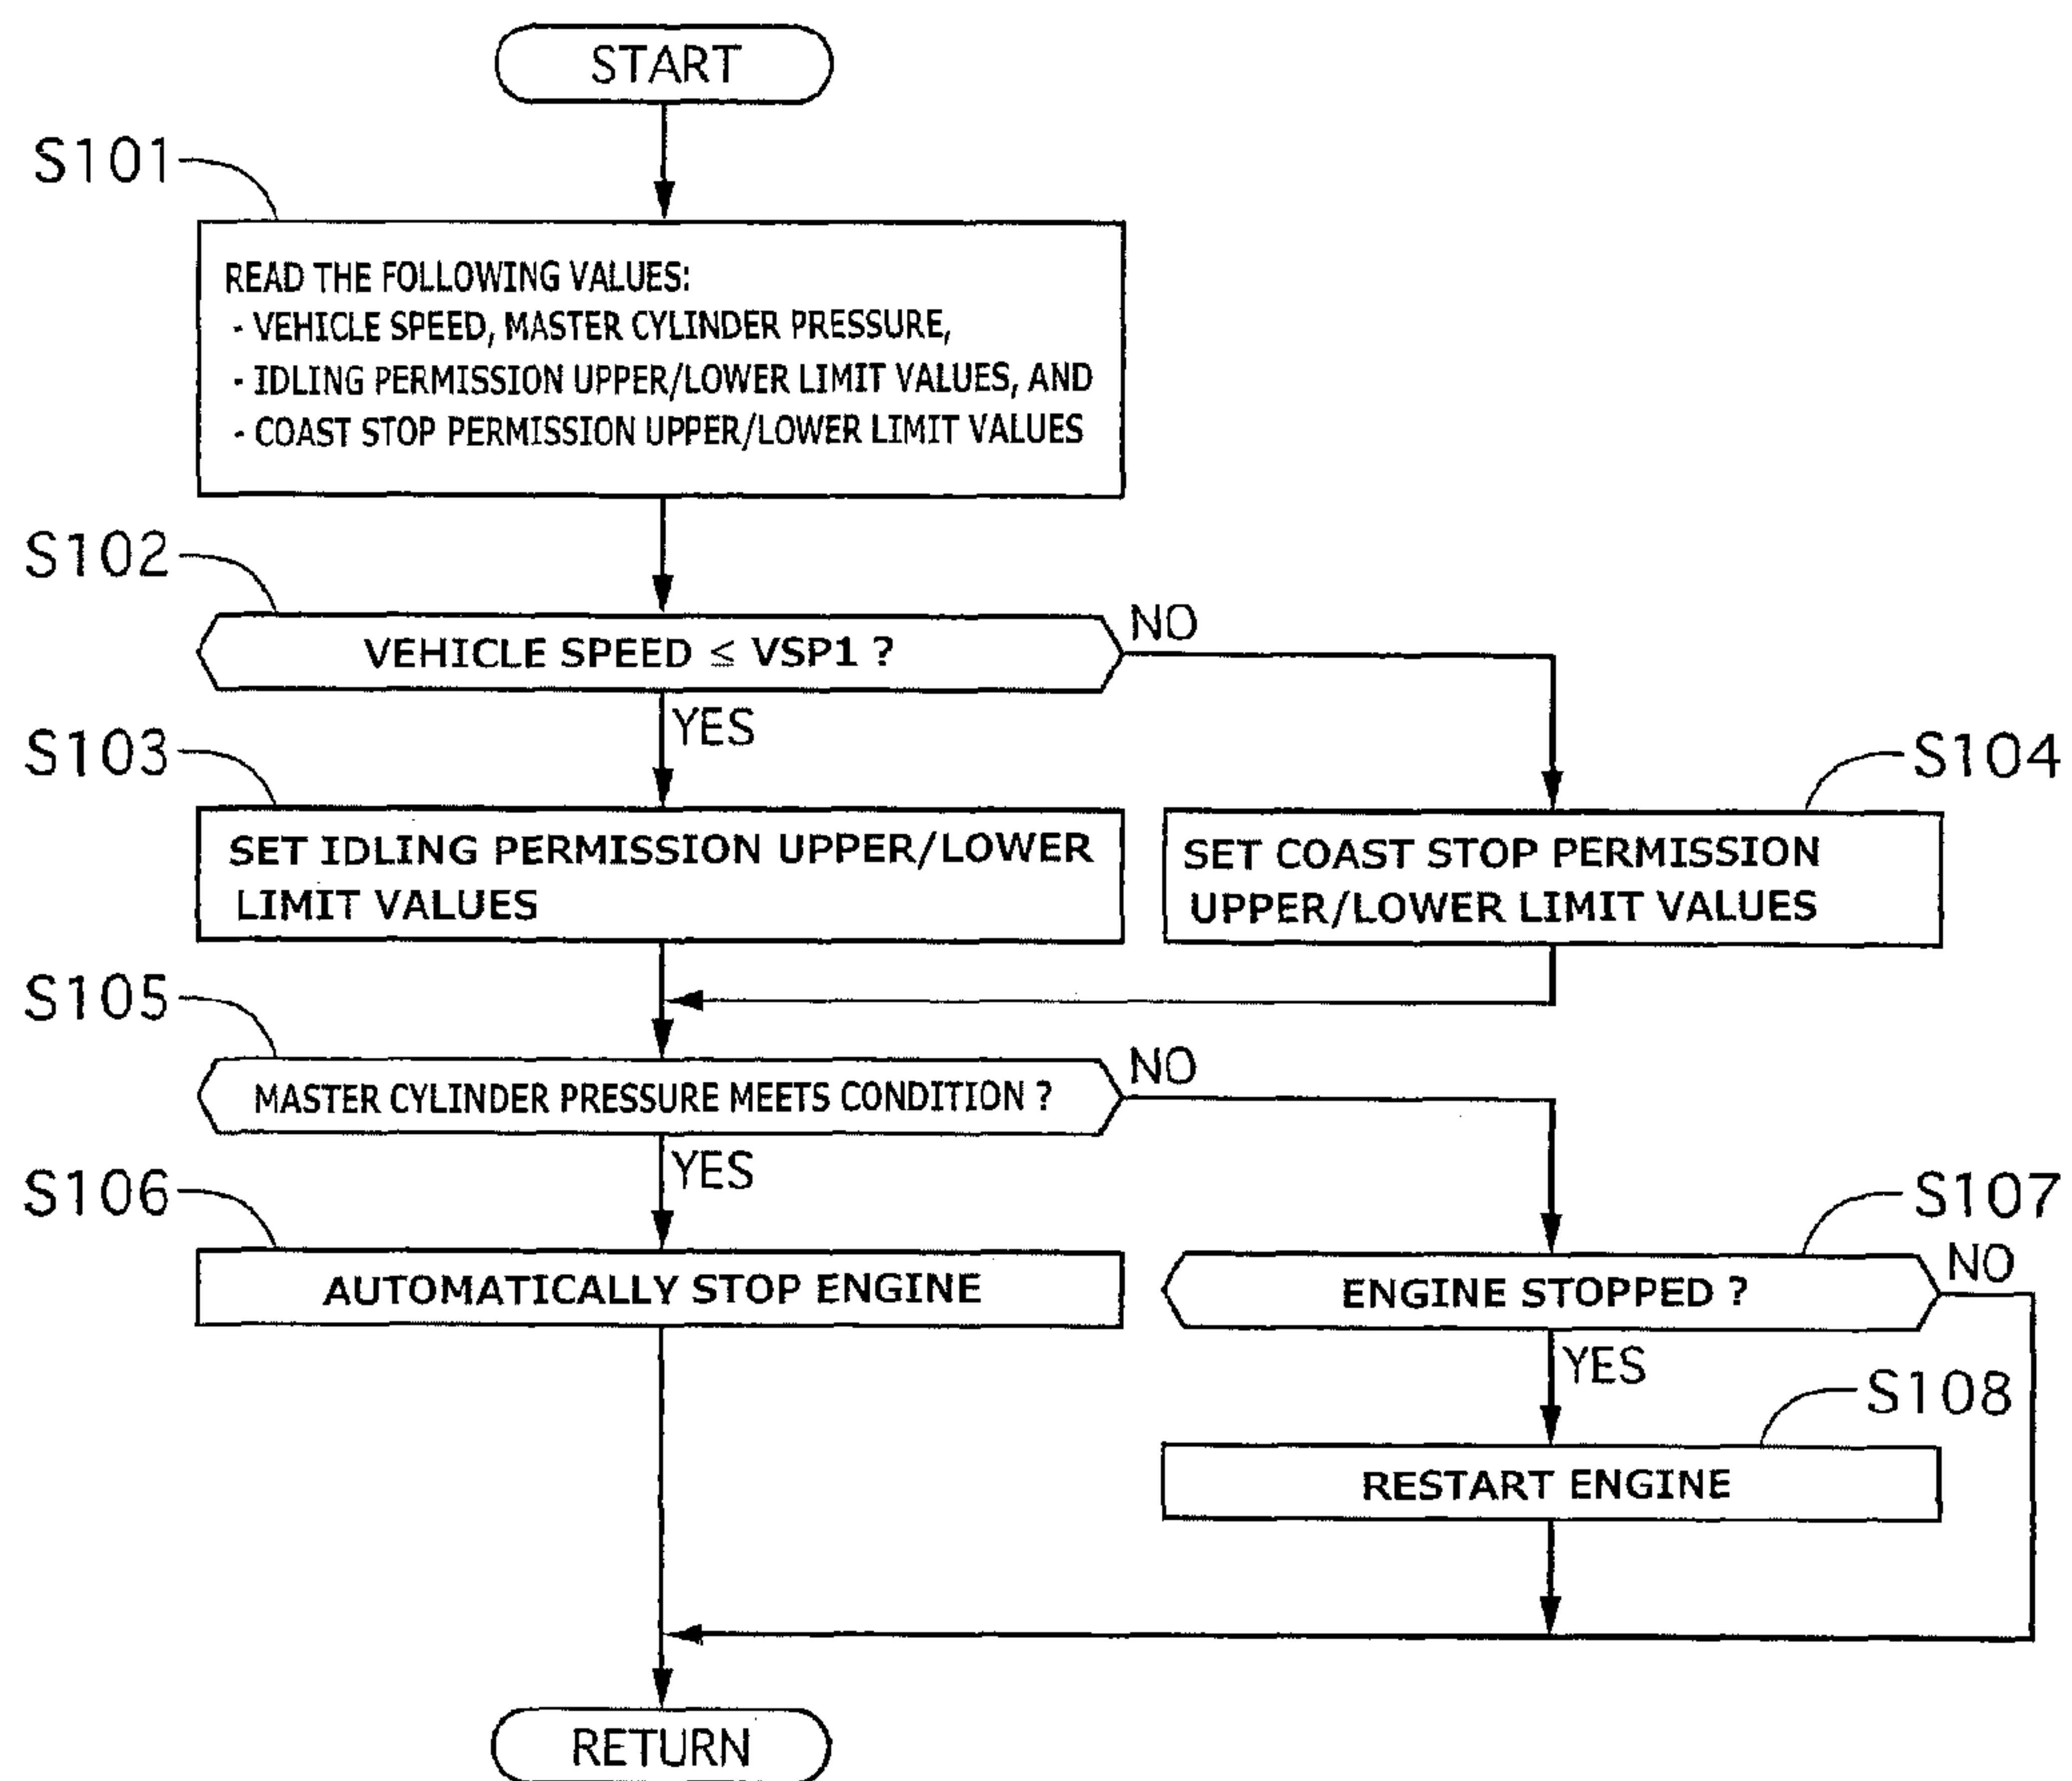 START
S101
READ THE FOLLOWING VALUES:
- VEHICLE SPEED, MASTER CYLINDER PRESSURE,
- IDLING PERMISSION UPPER/LOWER LIMIT VALUES, AND
- COAST STOP PERMISSION UPPER/LOWER LIMIT VALUES
S102
VEHICLE SPEED ≤ VSP1 ?
NO
YES
S103
SET IDLING PERMISSION UPPER/LOWER
LIMIT VALUES
S104
SET COAST STOP PERMISSION
UPPER/LOWER LIMIT VALUES
S105
MASTER CYLINDER PRESSURE MEETS CONDITION ?
NO
YES
S106
AUTOMATICALLY STOP ENGINE
S107
ENGINE STOPPED ?
NO
YES
S108
RESTART ENGINE
RETURN